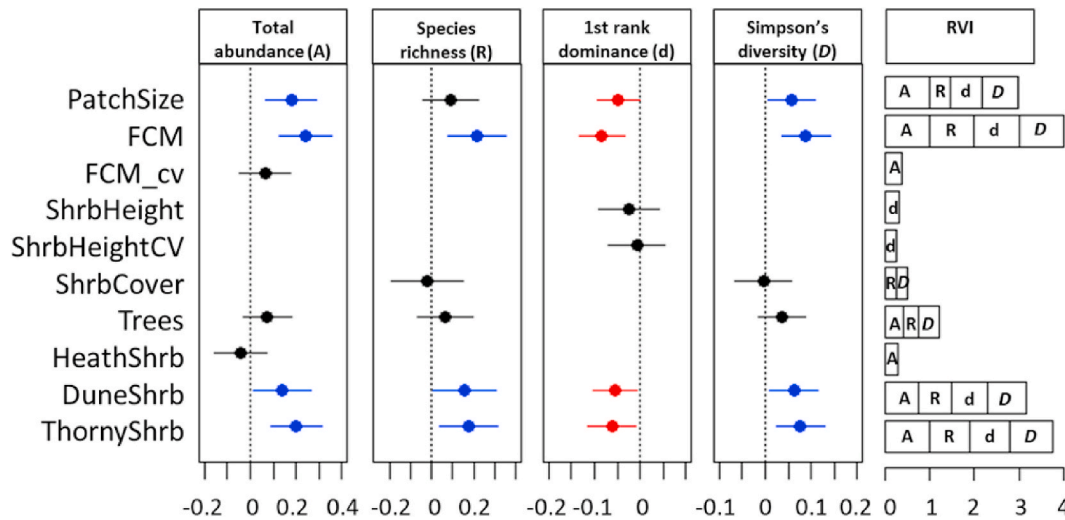 Total
abundance (A)
Species
richness (R)
1st rank
dominance (d)
Simpson's
diversity (D)
RVI
PatchSize
A R d D
FCM
A R d D
FCM_cv
A
ShrbHeight
d
ShrbHeightCV
d
ShrbCover
R D
Trees
A R D
HeathShrb
A
DuneShrb
A R d D
ThornyShrb
A R d D
-0.2 0 0.2 0.4 -0.2 0 0.2 -0.2 -0.1 0 -0.1 0 0.1 0.2 0 1 2 3 4